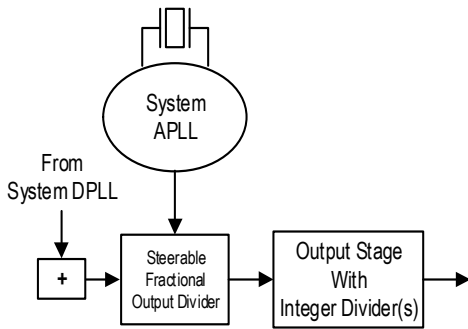 System
APLL
From
System DPLL
+
Steerable
Fractional
Output Divider
Output Stage
With
Integer Divider(s)